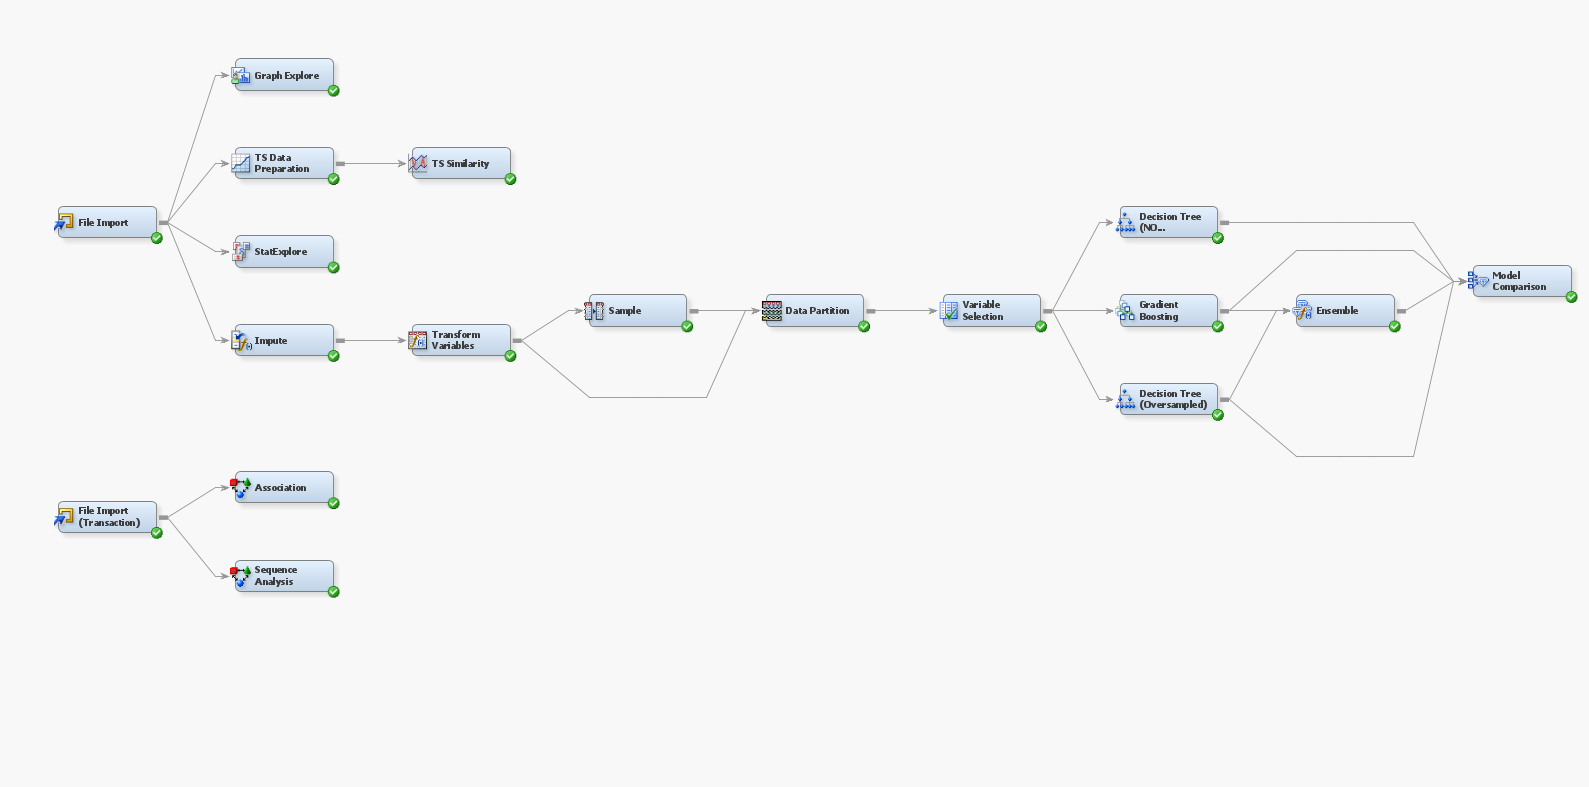 Graph Explore
TS Data
Preparation
TS Similarity
File Import
StatExplore
Impute
Transform
Variables
Sample
Data Partition
Variable
Selection
Decision Tree
(NO...
Gradient
Boosting
Decision Tree
(Oversampled)
Ensemble
Model
Comparison
File Import
(Transaction)
Association
Sequence
Analysis